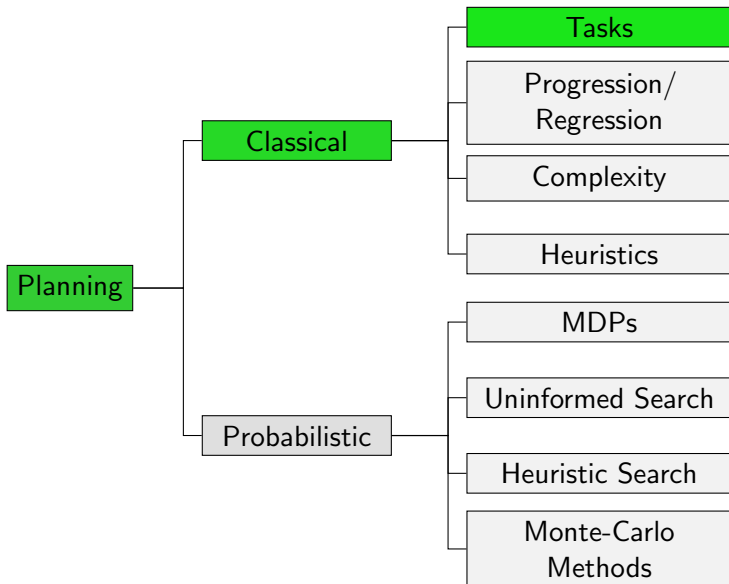 Tasks
Progression/
Regression
Classical
Complexity
Heuristics
Planning
MDPs
Uninformed Search
Probabilistic
Heuristic Search
Monte-Carlo
Methods